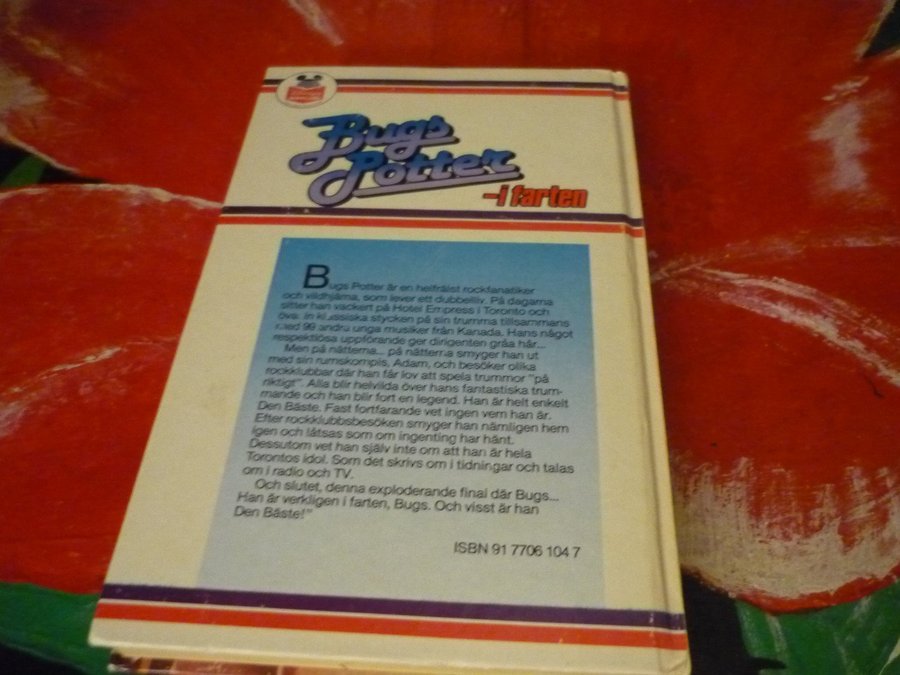 Bugs
Potter
-i farten
Bugs Potter är en helfrälst rockfanatiker
och vildhjärna, som lever ett dubbelliv. På dagarna
sitter han vackert på Hotel Empress i Toronto och
övar in klassiska stycken på sin trumma tillsammans
med 99 andra unga musiker från Kanada. Hans något
respektlösa uppförande ger dirigenten gråa hår...
Men på nätterna... på nätterna smyger han ut
med sin rumskompis, Adam, och besöker olika
rockklubbar där han får lov att spela trummor "på
riktigt". Alla blir helvilda över hans fantastiska trum-
mande och han blir fort en legend. Han är helt enkelt
Den Bäste. Fast fortfarande vet ingen vem han är.
Efter rockklubbsbesöken smyger han nämligen hem
igen och låtsas som om ingenting har hänt.
Dessutom vet han själv inte om att han är hela
Torontos idol. Som det skrivs om i tidningar och talas
om i radio och TV.
Och slutet, denna exploderande final där Bugs...
Han är verkligen i farten, Bugs. Och visst är han
Den Bäste!"
ISBN 91 7706 104 7